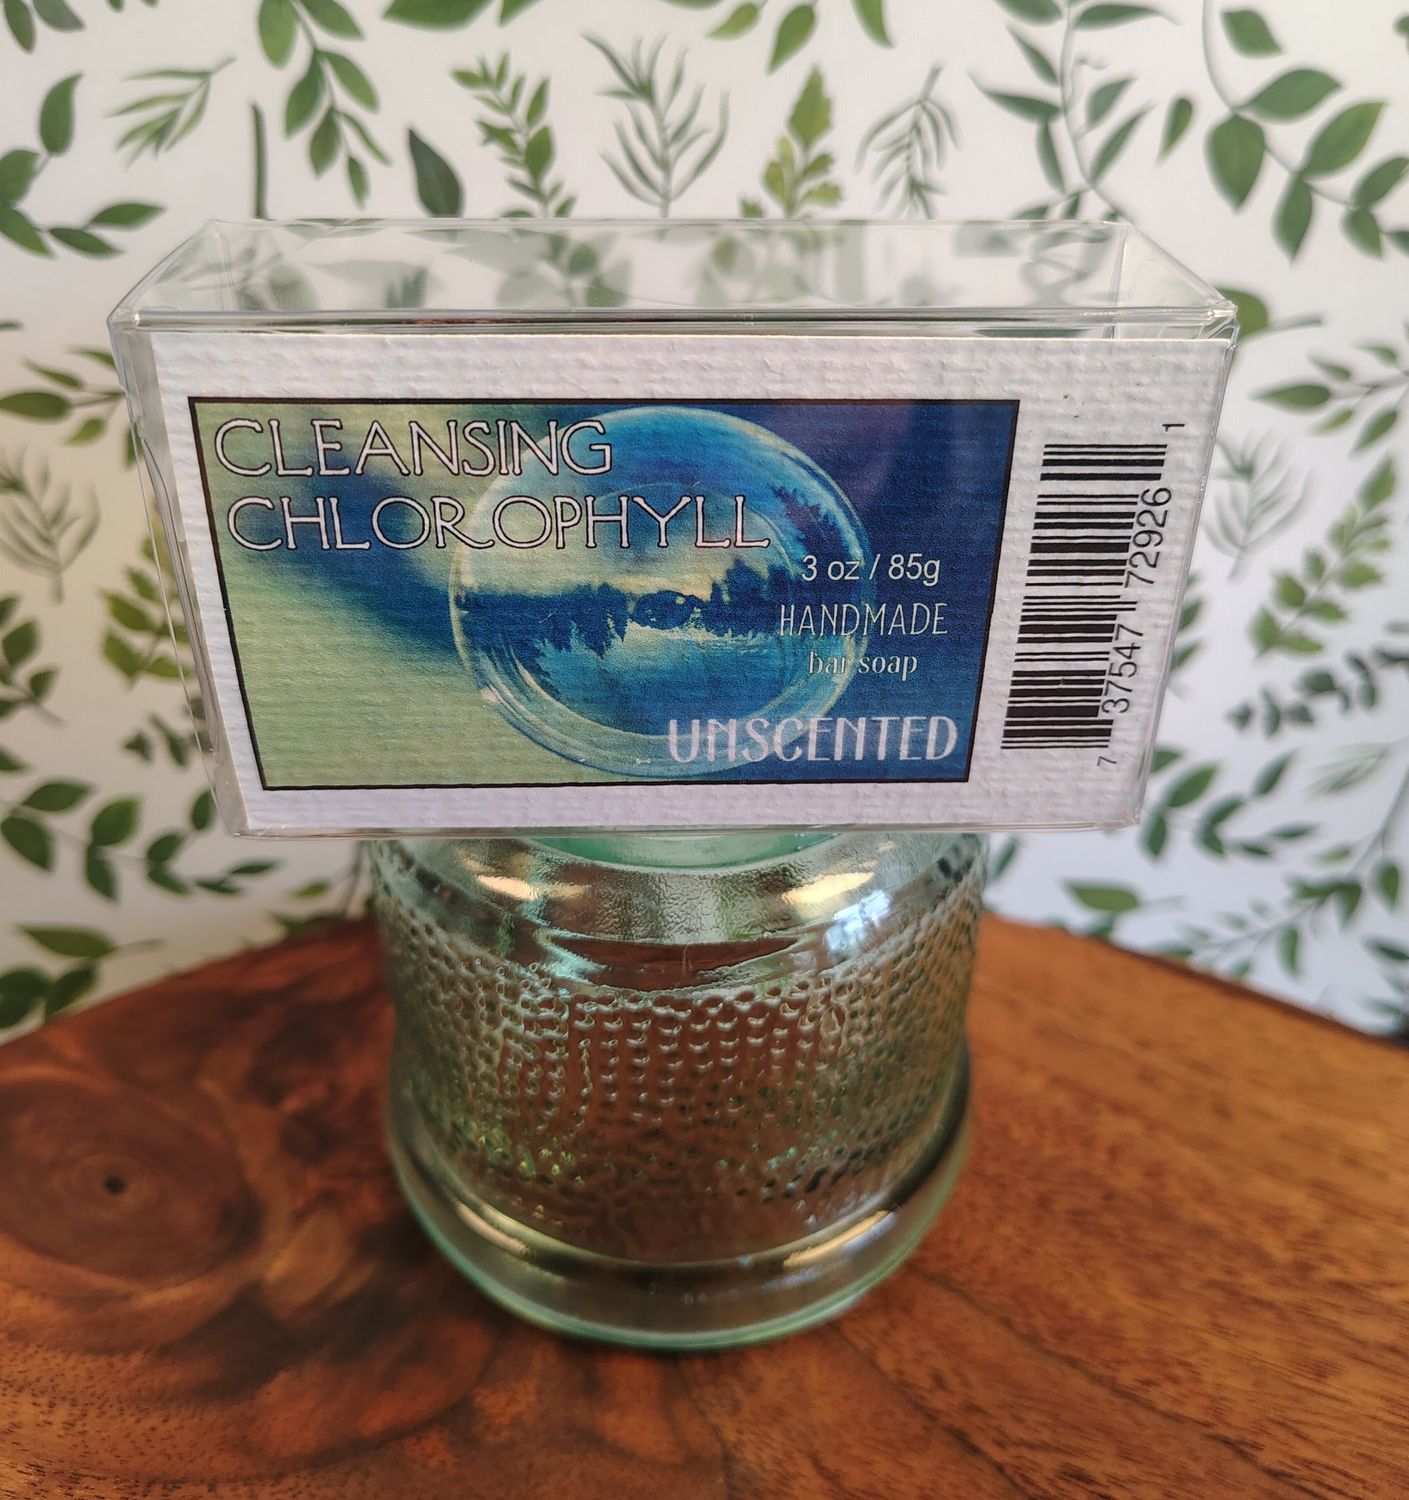 CLEANSING
CHLOROPHYLL
3 oz / 85g
HANDMADE
bar soap
UNSCENTED
7 37547 72926 1